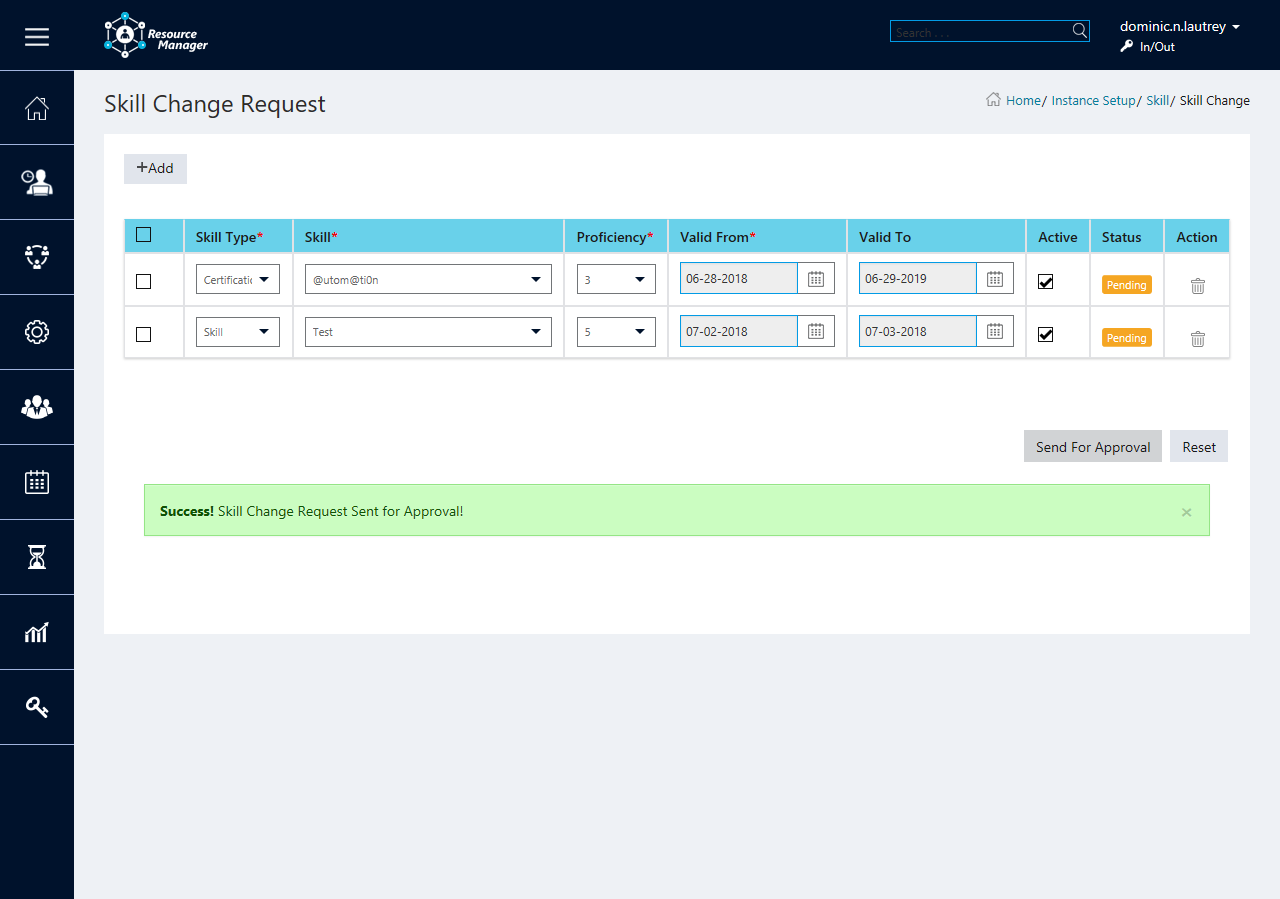 Resource
Manager
Search . . .
dominic.n.lautrey
In/Out
Skill Change Request
Home/ Instance Setup/ Skill/ Skill Change
+Add
Skill Type* Skill* Proficiency* Valid From* Valid To Active Status Action
Certificatic @utom@ti0n 3 06-28-2018 06-29-2019 Pending
Skill Test 5 07-02-2018 07-03-2018 Pending
Send For Approval Reset
Success! Skill Change Request Sent for Approval! ×